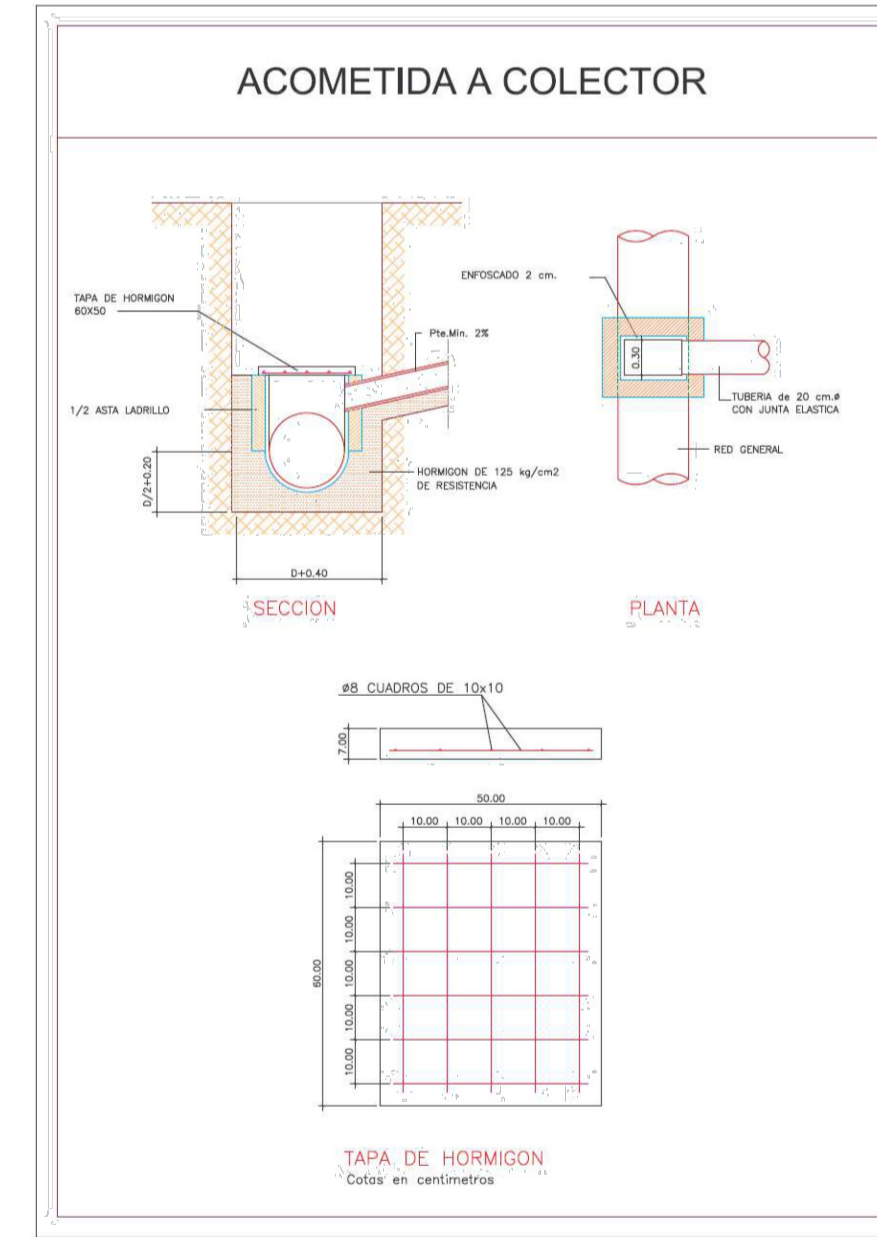 ACOMETIDA A COLECTOR
TAPA DE HORMIGON
60X50
Pte.Min. 2%
1/2 ASTA LADRILLO
D/2+0.20
HORMIGON DE 125 kg/cm2
DE RESISTENCIA
D+0.40
SECCION
ENFOSCADO 2 cm.
0.30
TUBERIA de 20 cm.ø
CON JUNTA ELASTICA
RED GENERAL
PLANTA
ø8 CUADROS DE 10x10
7.00
50.00
10.00 10.00 10.00 10.00
60.00
10.00
10.00
10.00
10.00
10.00
TAPA DE HORMIGON
Cotas en centimetros